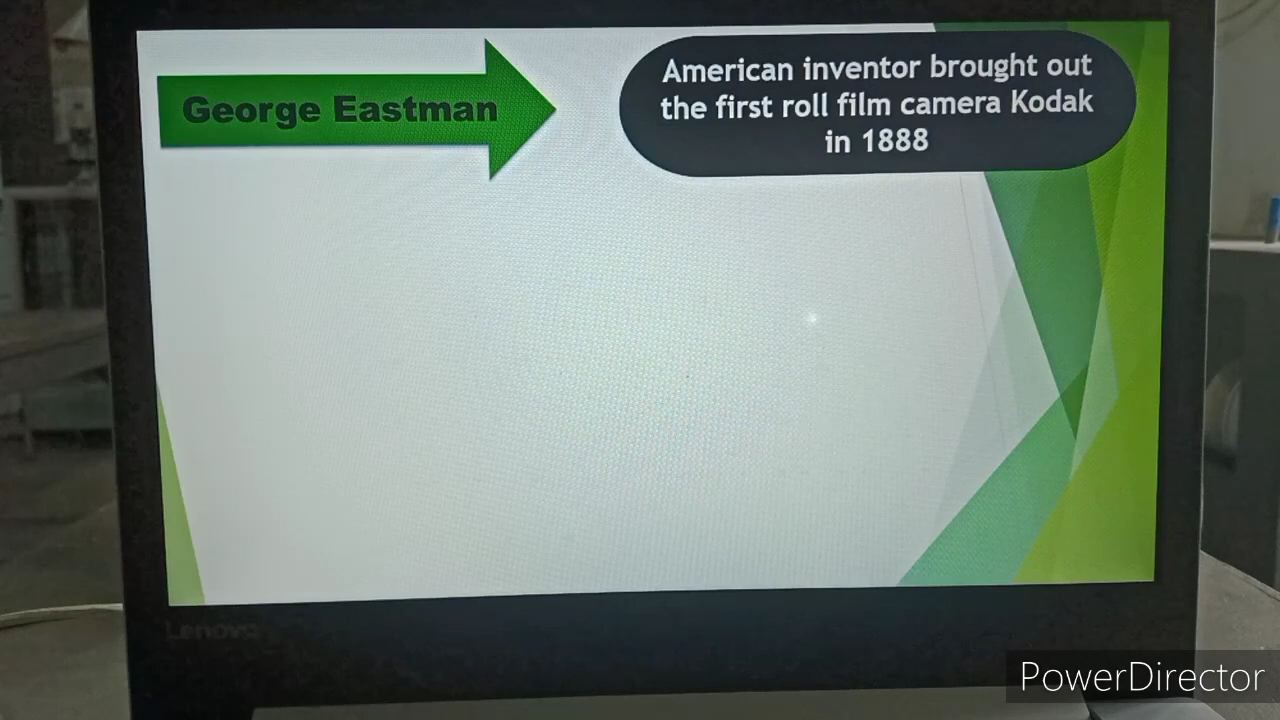 George Eastman
American inventor brought out
the first roll film camera Kodak
in 1888
Lenovo
PowerDirector